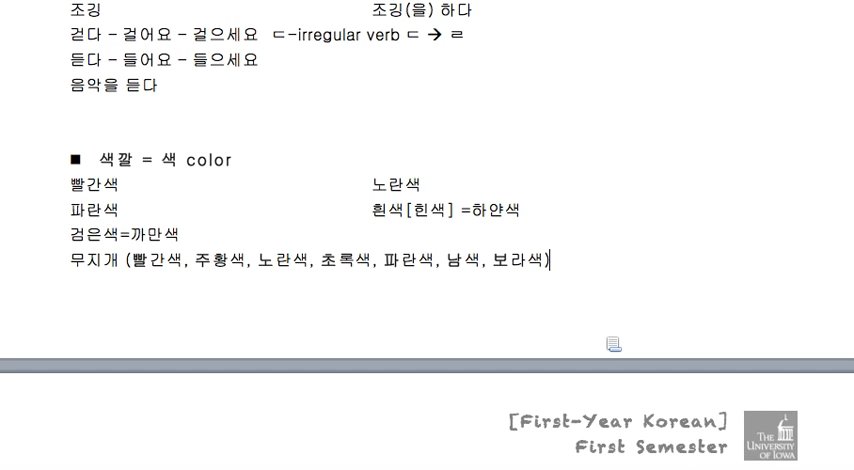 조깅 조깅(을) 하다
걷다 – 걸어요 – 걸으세요 ㄷ-irregular verb ㄷ → ㄹ
듣다 – 들어요 – 들으세요
음악을 듣다
■ 색깔 = 색 color
빨간색 노란색
파란색 흰색[힌색] =하얀색
검은색=까만색
무지개 (빨간색, 주황색, 노란색, 초록색, 파란색, 남색, 보라색)
[First-Year Korean]
First Semester
THE
UNIVERSITY
OF IOWA